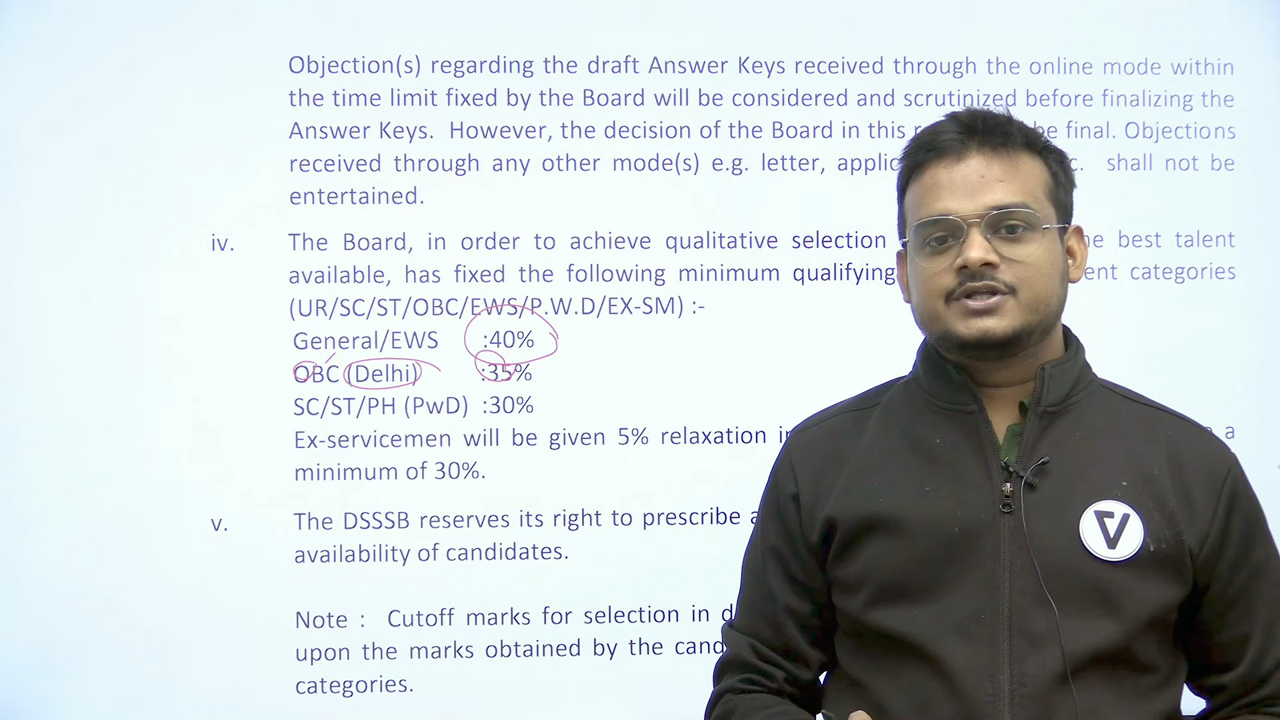 Objection(s) regarding the draft Answer Keys received through the online mode within
the time limit fixed by the Board will be considered and scrutinized before finalizing the
Answer Keys. However, the decision of the Board in this be final. Objections
received through any other mode(s) e.g. letter, shall not be
entertained.
iv. The Board, in order to achieve qualitative selection best talent
available, has fixed the following minimum qualifying categories
(UR/SC/ST/OBC/EWS/P.W.D/EX-SM) :-
General/EWS :40%
OBC (Delhi) :35%
SC/ST/PH (PwD) :30%
Ex-servicemen will be given 5% relaxation a
minimum of 30%.
v. The DSSSB reserves its right to prescribe
availability of candidates.
Note : Cutoff marks for selection in
upon the marks obtained by the
categories.
V